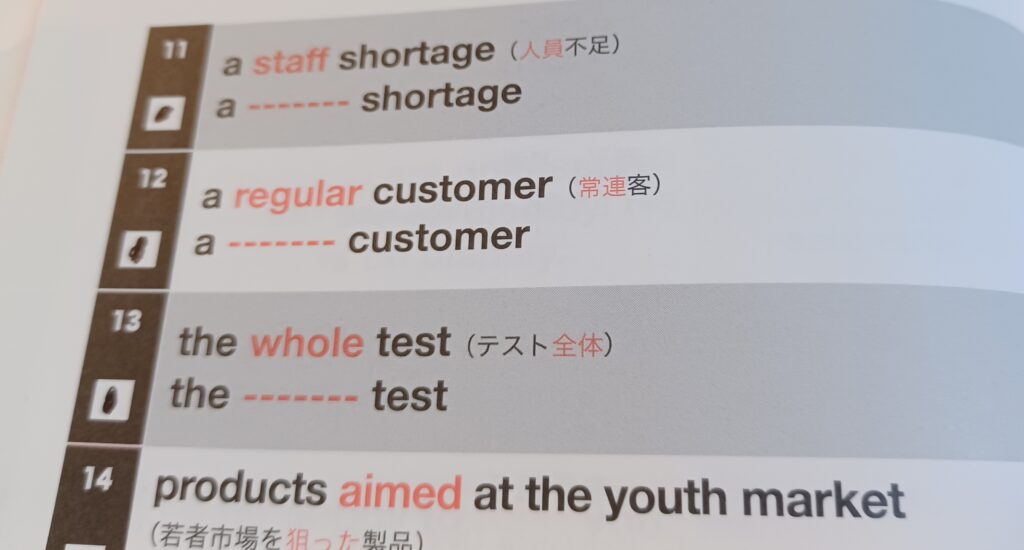 11
a staff shortage (人員不足)
a ------- shortage
12
a regular customer (常連客)
a ------- customer
13
the whole test (テスト全体)
the ------- test
14
products aimed at the youth market
(若者市場を狙った製品)